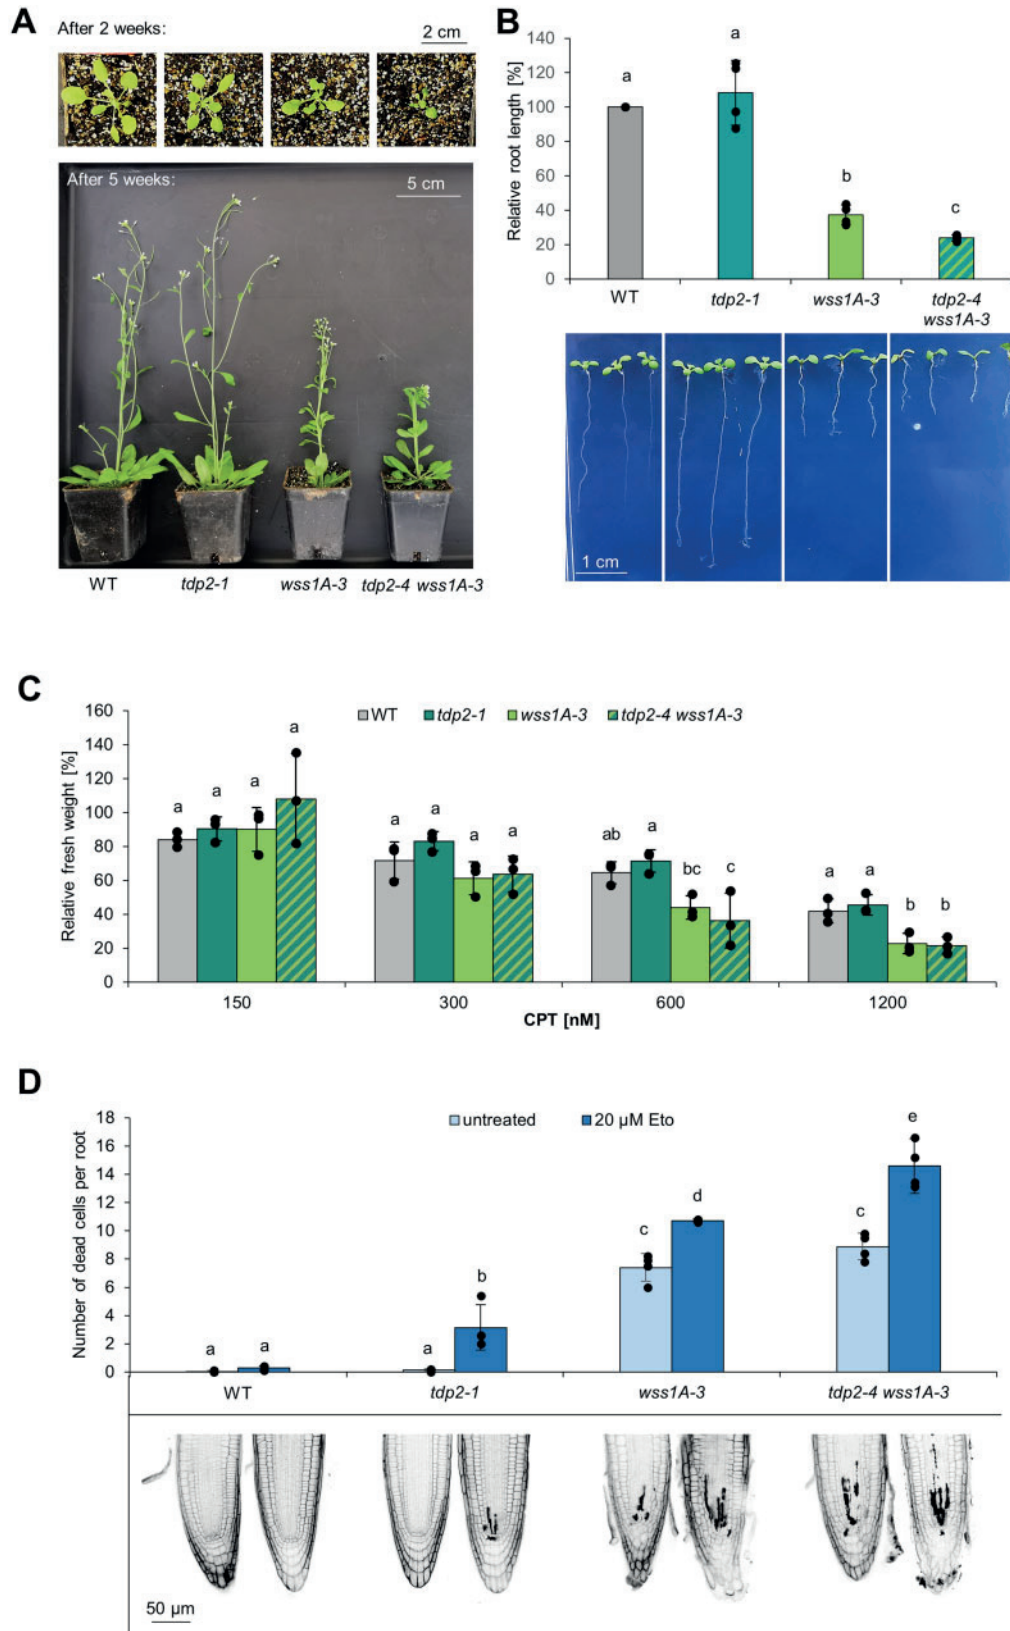 A
After 2 weeks:
2 cm
After 5 weeks:
5 cm
WT
tdp2-1
wss1A-3
tdp2-4 wss1A-3
B
Relative root length [%]
140
120
100
80
60
40
20
0
a
a
b
c
WT
tdp2-1
wss1A-3
tdp2-4
wss1A-3
1 cm
C
Relative fresh weight [%]
160
140
120
100
80
60
40
20
0
WT
tdp2-1
wss1A-3
tdp2-4 wss1A-3
a a a a
a a a a
ab a bc c
a a b b
150
300
600
1200
CPT [nM]
D
Number of dead cells per root
18
16
14
12
10
8
6
4
2
0
untreated
20 µM Eto
a a
a b
c d
c e
WT
tdp2-1
wss1A-3
tdp2-4 wss1A-3
50 µm